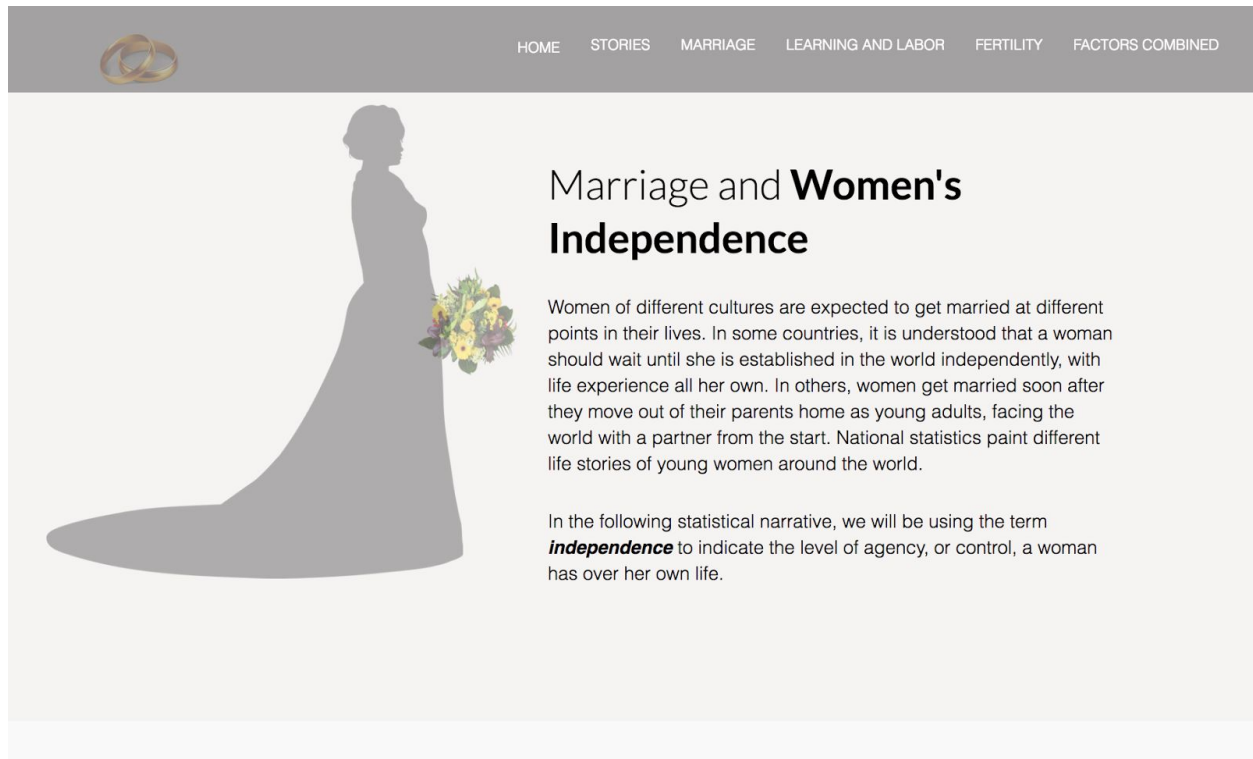 HOME STORIES MARRIAGE LEARNING AND LABOR FERTILITY FACTORS COMBINED
Marriage and Women's
Independence
Women of different cultures are expected to get married at different
points in their lives. In some countries, it is understood that a woman
should wait until she is established in the world independently, with
life experience all her own. In others, women get married soon after
they move out of their parents home as young adults, facing the
world with a partner from the start. National statistics paint different
life stories of young women around the world.
In the following statistical narrative, we will be using the term
independence to indicate the level of agency, or control, a woman
has over her own life.